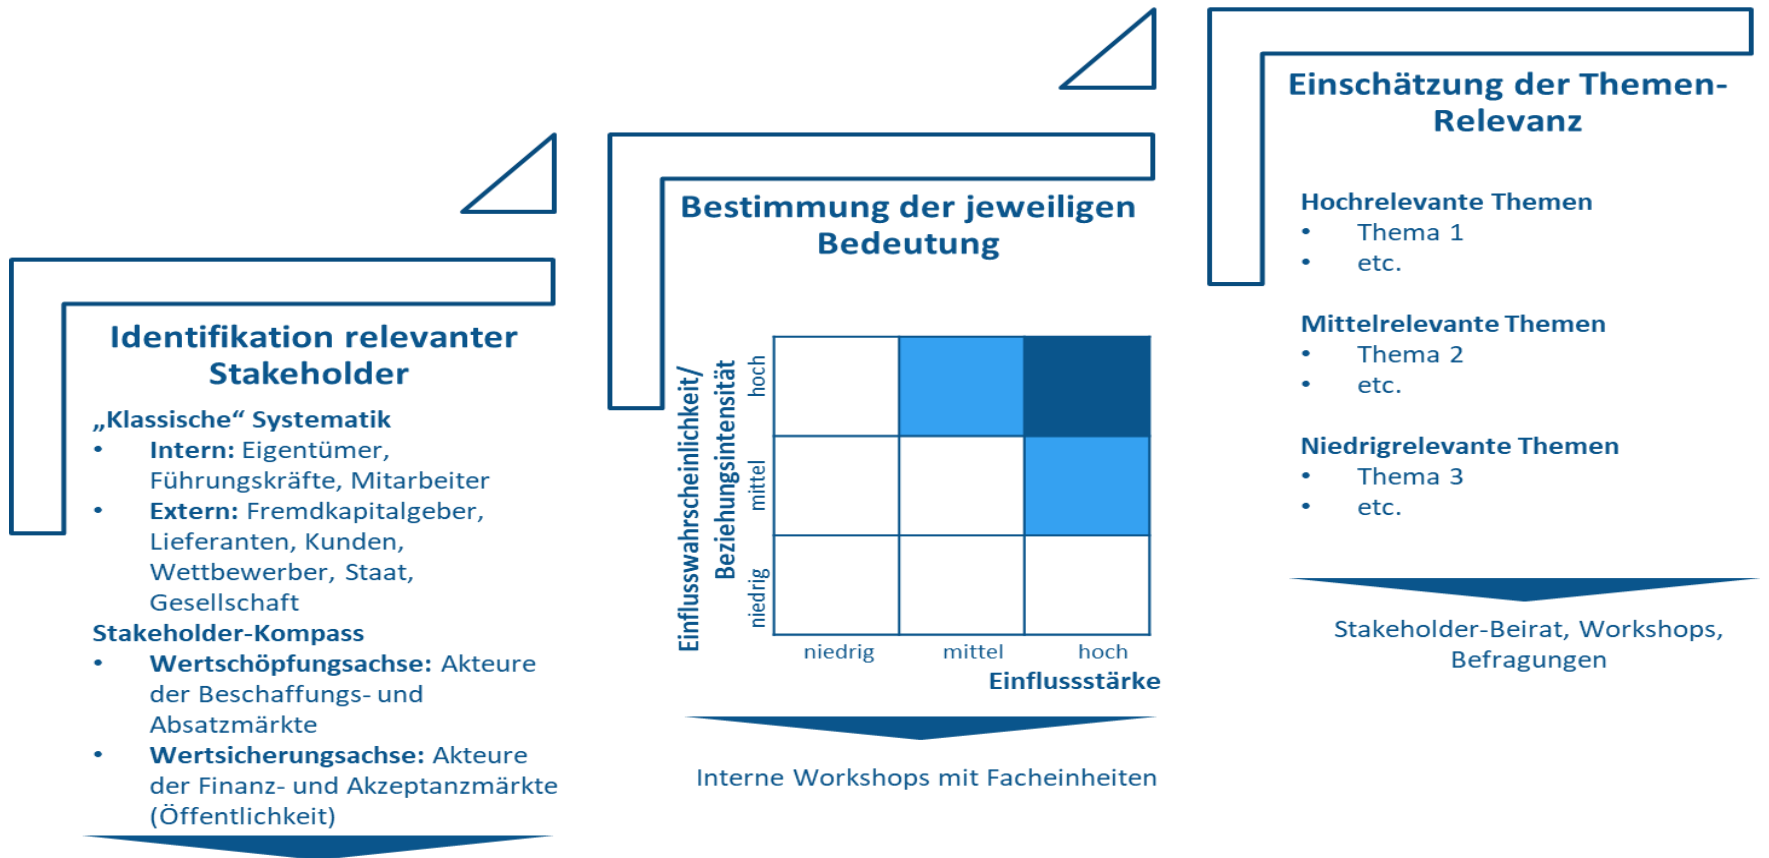 Identifikation relevanter
Stakeholder
„Klassische“ Systematik
• Intern: Eigentümer,
Führungskräfte, Mitarbeiter
• Extern: Fremdkapitalgeber,
Lieferanten, Kunden,
Wettbewerber, Staat,
Gesellschaft
Stakeholder-Kompass
• Wertschöpfungsachse: Akteure
der Beschaffungs- und
Absatzmärkte
• Wertsicherungsachse: Akteure
der Finanz- und Akzeptanzmärkte
(Öffentlichkeit)
Bestimmung der jeweiligen
Bedeutung
Einflusswahrscheinlichkeit/
Beziehungsintensität
hoch
mittel
niedrig
niedrig mittel hoch
Einflussstärke
Interne Workshops mit Facheinheiten
Einschätzung der Themen-
Relevanz
Hochrelevante Themen
• Thema 1
• etc.
Mittelrelevante Themen
• Thema 2
• etc.
Niedrigrelevante Themen
• Thema 3
• etc.
Stakeholder-Beirat, Workshops,
Befragungen